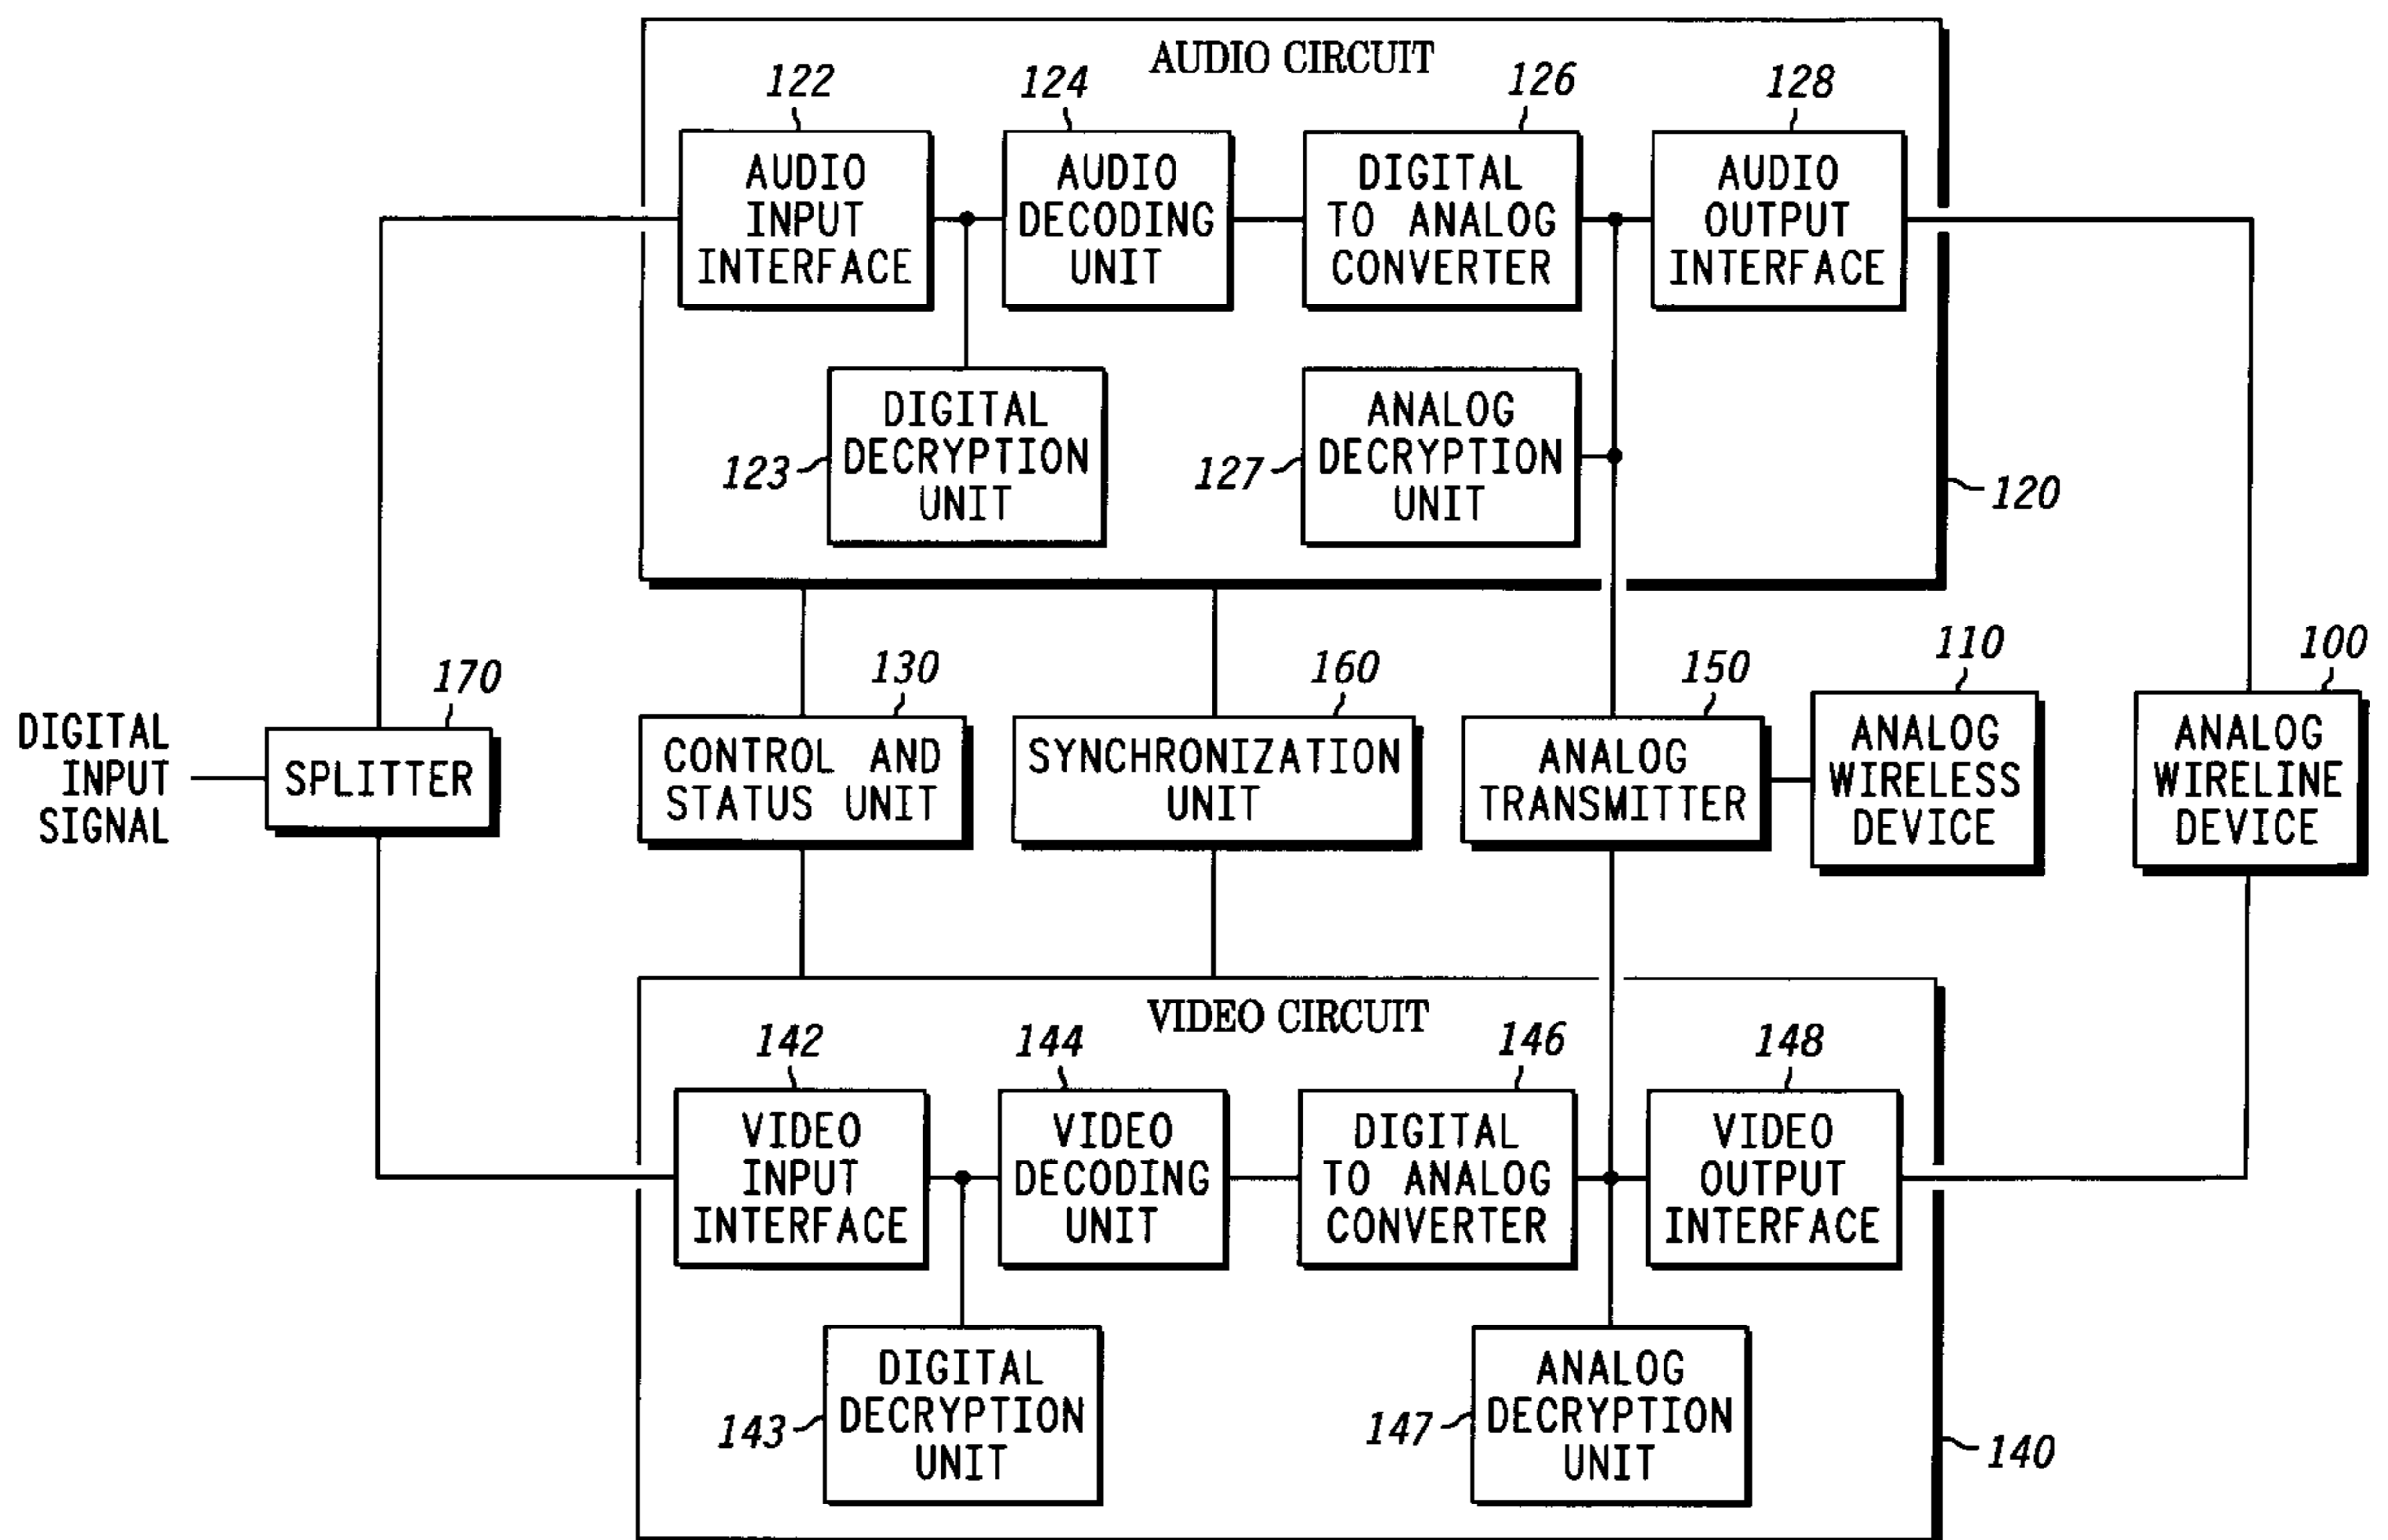 AUDIO CIRCUIT
122
124
126
128
AUDIO
INPUT
INTERFACE
AUDIO
DECODING
UNIT
DIGITAL
TO ANALOG
CONVERTER
AUDIO
OUTPUT
INTERFACE
DIGITAL
DECRYPTION
UNIT
123
ANALOG
DECRYPTION
UNIT
127
120
DIGITAL
INPUT
SIGNAL
170
SPLITTER
130
CONTROL AND
STATUS UNIT
160
SYNCHRONIZATION
UNIT
150
ANALOG
TRANSMITTER
110
ANALOG
WIRELESS
DEVICE
100
ANALOG
WIRELINE
DEVICE
VIDEO CIRCUIT
142
144
146
148
VIDEO
INPUT
INTERFACE
VIDEO
DECODING
UNIT
DIGITAL
TO ANALOG
CONVERTER
VIDEO
OUTPUT
INTERFACE
DIGITAL
DECRYPTION
UNIT
143
ANALOG
DECRYPTION
UNIT
147
140